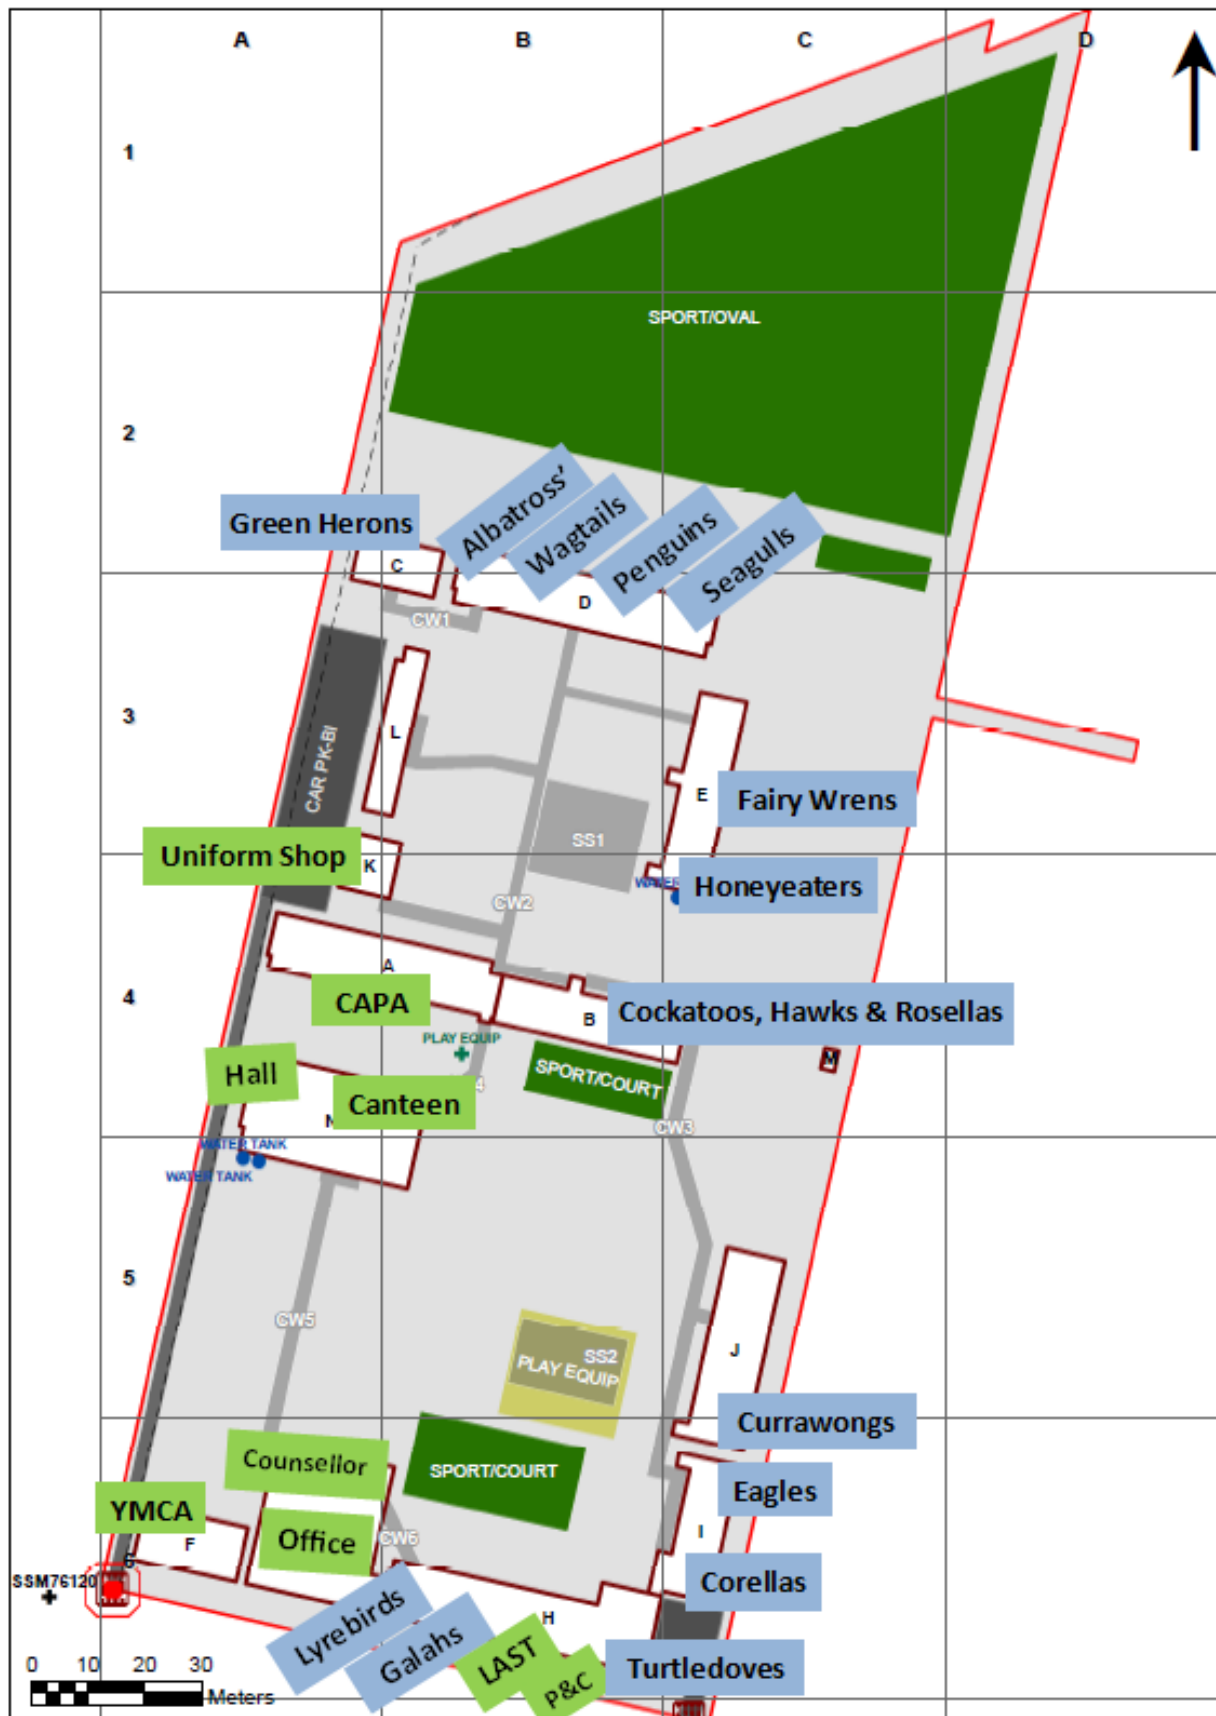 A
B
C
D
1
SPORT/OVAL
2
Albatross'
Wagtails
Penguins
Seagulls
Green Herons
C
D
CW1
3
L
CAR PK-BI
E
Fairy Wrens
SS1
Uniform Shop
K
Honeyeaters
CW2
A
4
CAPA
B
Cockatoos, Hawks & Rosellas
PLAY EQUIP
M
Hall
SPORT/COURT
Canteen
CW3
WATER TANK
WATER TANK
5
CW5
J
SS2
PLAY EQUIP
Currawongs
Counsellor
SPORT/COURT
Eagles
YMCA
I
Office
CW6
F
6
SSM76120
Corellas
Lyrebirds
Galahs
H
LAST
P&C
Turtledoves
0 10 20 30
Meters